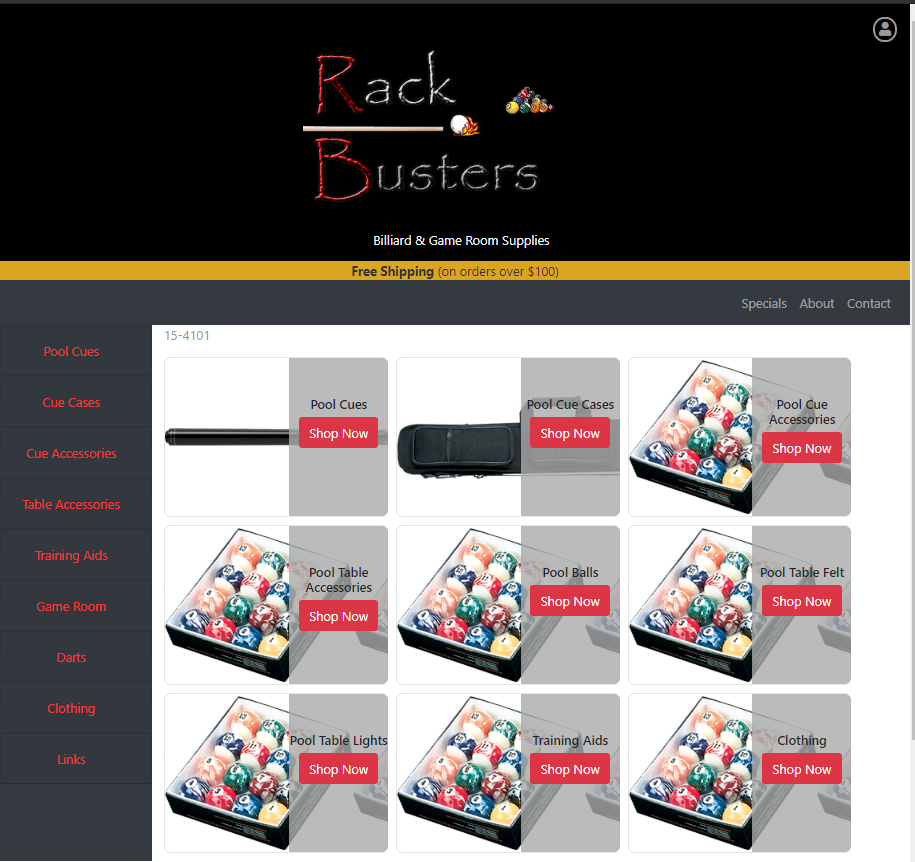 Rack
Busters
Billiard & Game Room Supplies
Free Shipping (on orders over $100)
Specials About Contact
Pool Cues
Cue Cases
Cue Accessories
Table Accessories
Training Aids
Game Room
Darts
Clothing
Links
15-4101
Pool Cues
Shop Now
Pool Cue Cases
Shop Now
Pool Cue
Accessories
Shop Now
Pool Table
Accessories
Shop Now
Pool Balls
Shop Now
Pool Table Felt
Shop Now
Pool Table Lights
Shop Now
Training Aids
Shop Now
Clothing
Shop Now